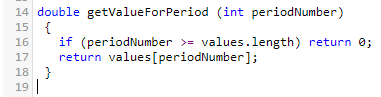 14 double getValueForPeriod (int periodNumber)
15 {
16 if (periodNumber >= values.length) return 0;
17 return values[periodNumber];
18 }
19